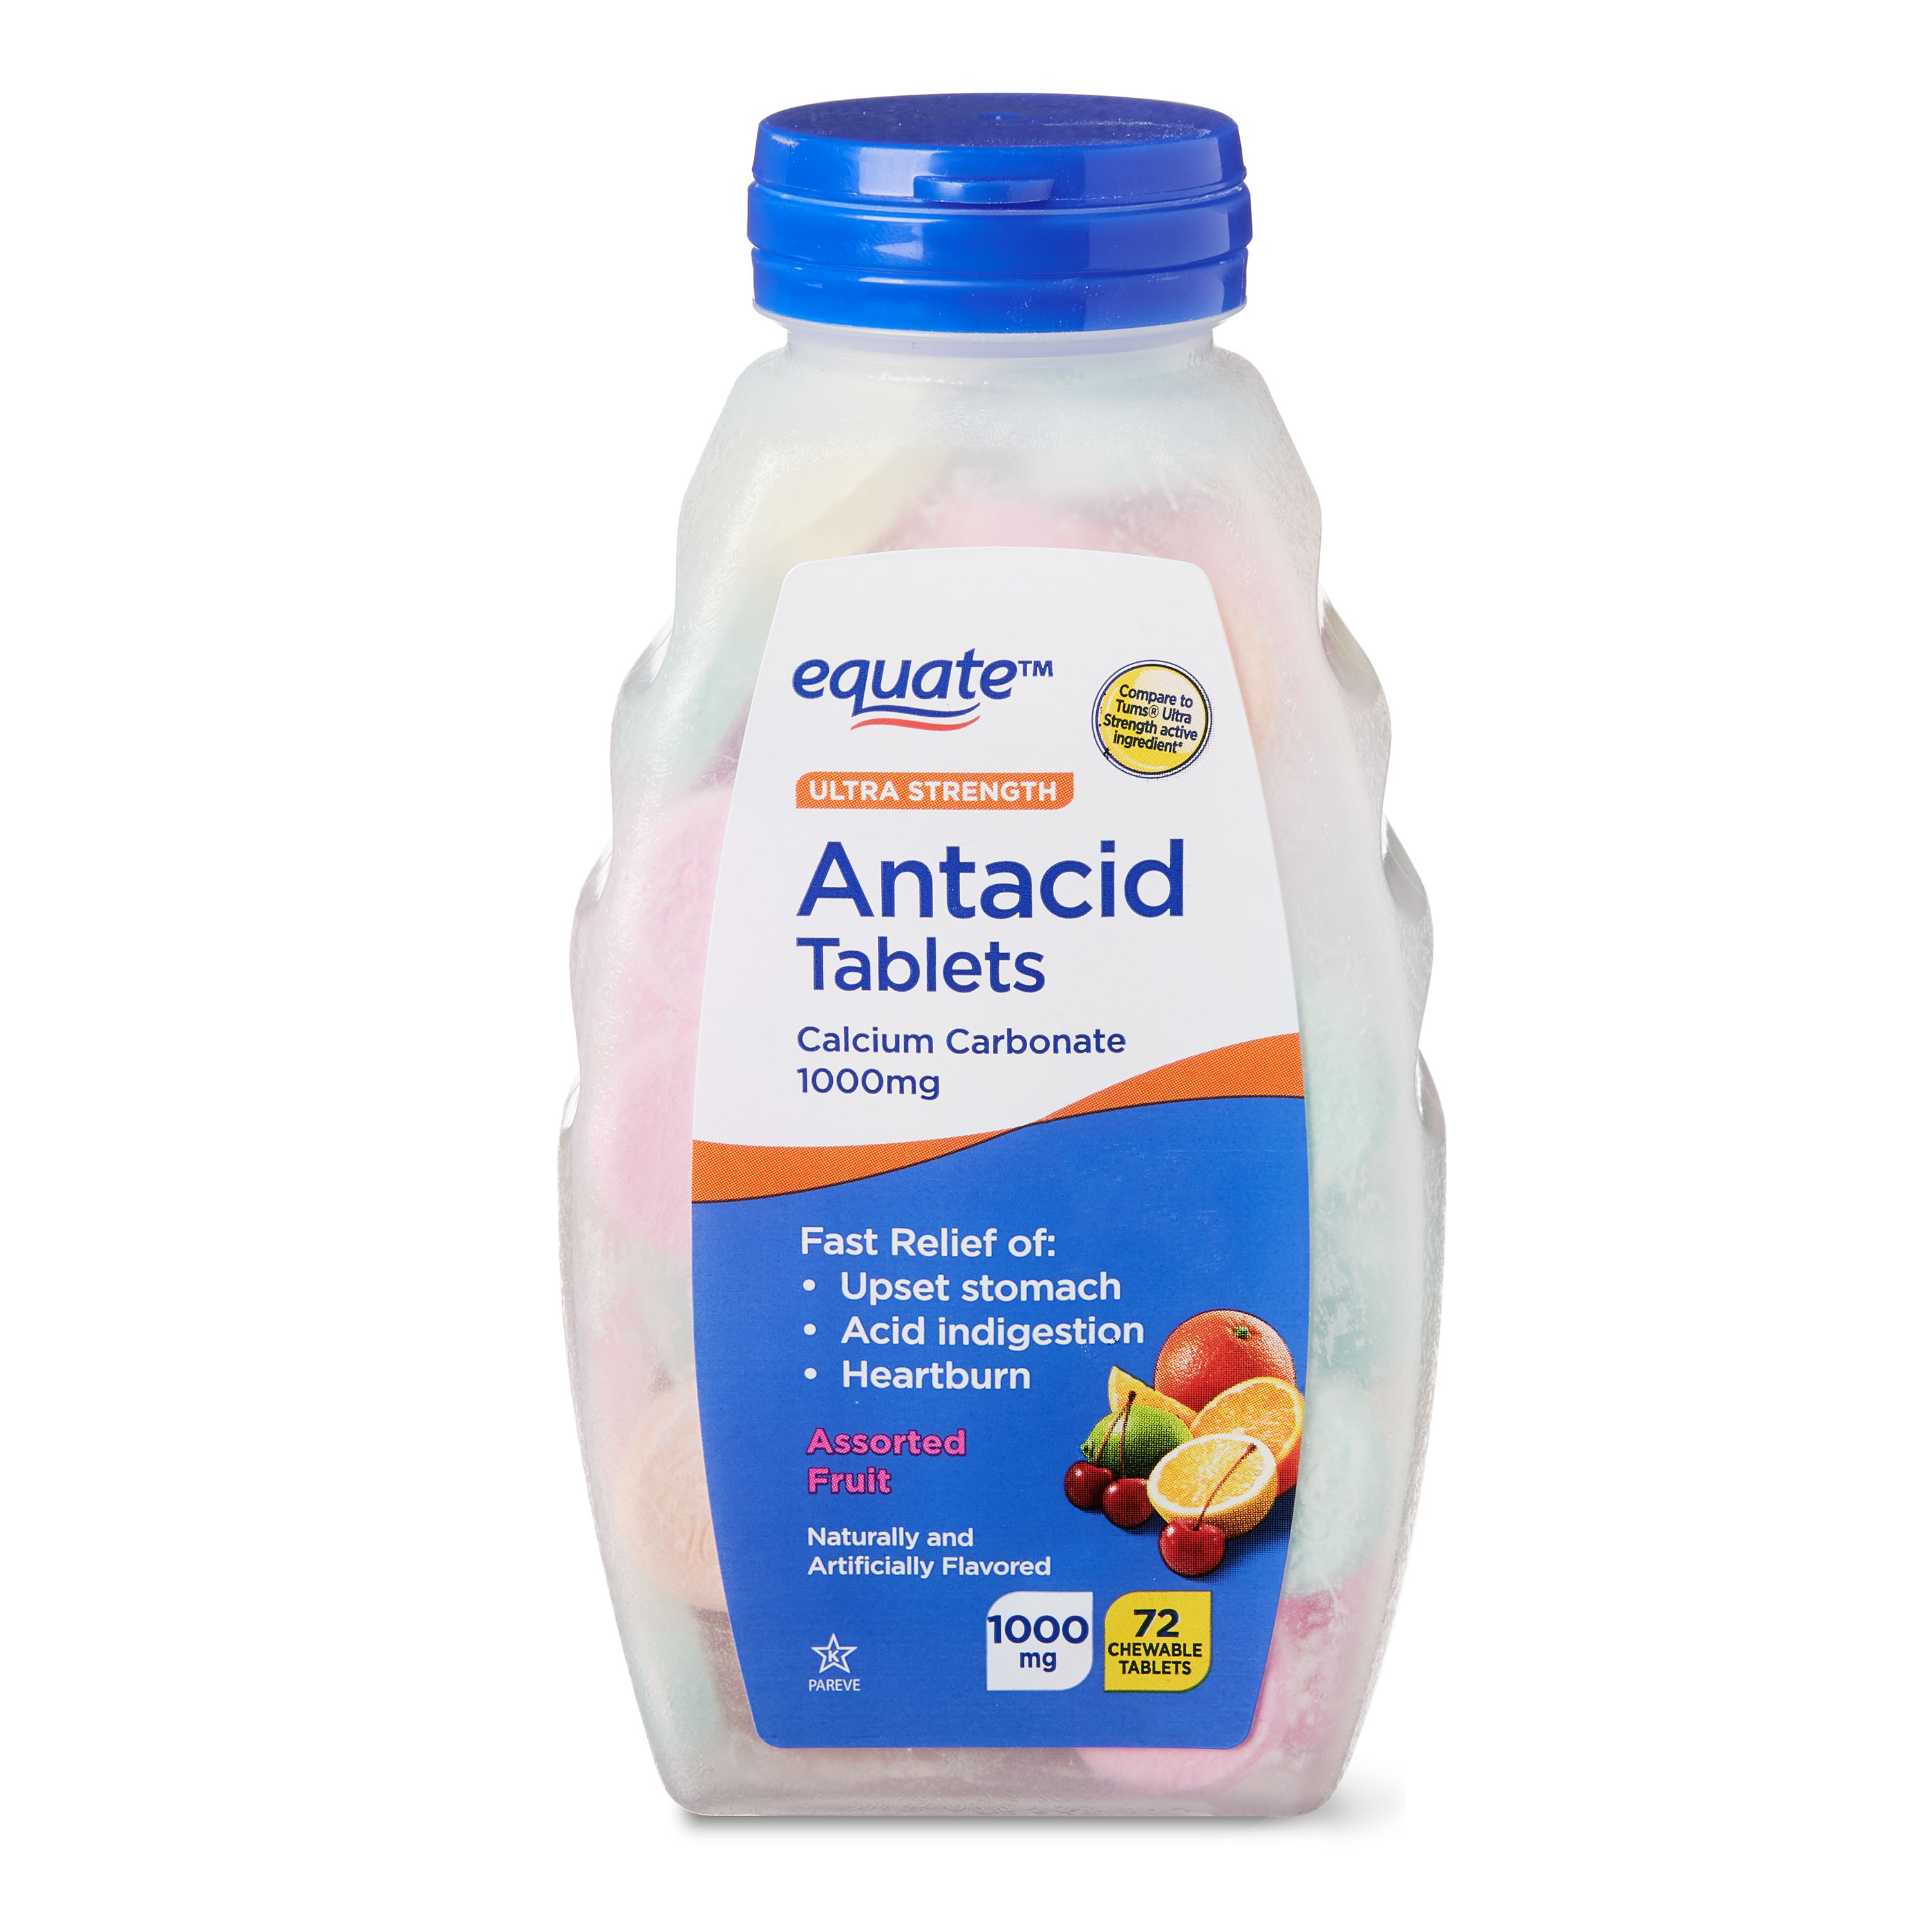 equate™
Compare to
Tums® Ultra
Strength active
ingredient*
ULTRA STRENGTH
Antacid
Tablets
Calcium Carbonate
1000mg
Fast Relief of:
• Upset stomach
• Acid indigestion
• Heartburn
Assorted
Fruit
Naturally and
Artificially Flavored
K
PAREVE
1000
mg
72
CHEWABLE
TABLETS